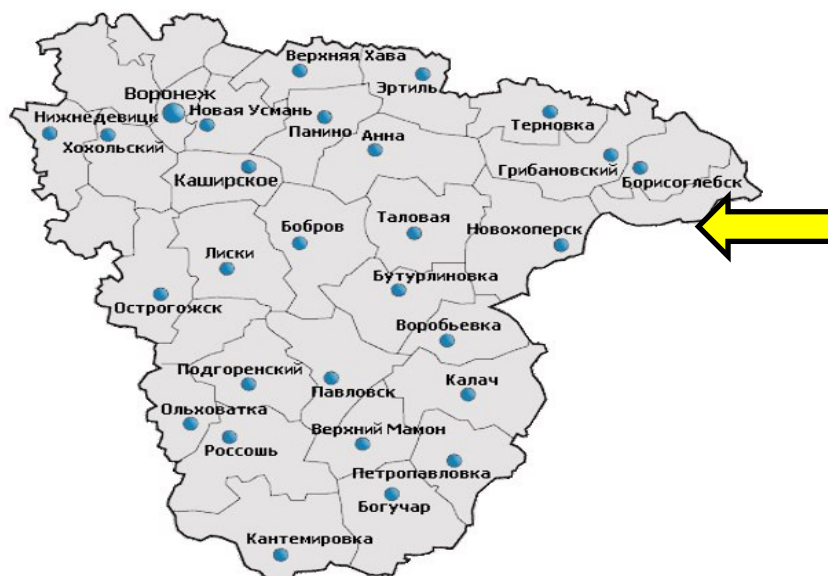 Верхняя Хава
Эртиль
Воронеж
Нижнедевицк
Новая Усмань
Терновка
Панино
Анна
Хохольский
Грибановский
Каширское
Борисоглебск
Бобров
Таловая
Новохоперск
Лиски
Бутурлиновка
Острогожск
Воробьевка
Подгоренский
Павловск
Калач
Ольховатка
Верхний Мамон
Россошь
Петропавловка
Богучар
Кантемировка